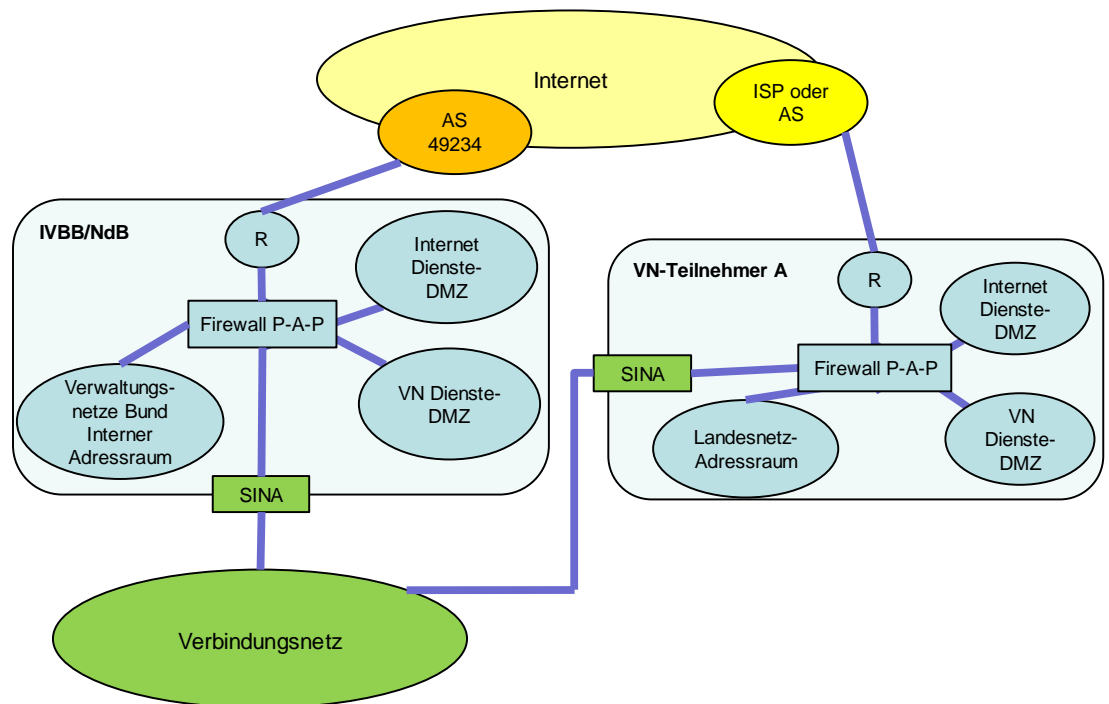 Internet
ISP oder
AS
AS
49234
IVBB/NdB
R
Internet
Dienste-
DMZ
Firewall P-A-P
Verwaltungs-
netze Bund
Interner
Adressraum
VN Dienste-
DMZ
SINA
Verbindungsnetz
VN-Teilnehmer A
R
Internet
Dienste-
DMZ
SINA
Firewall P-A-P
Landesnetz-
Adressraum
VN
Dienste-
DMZ